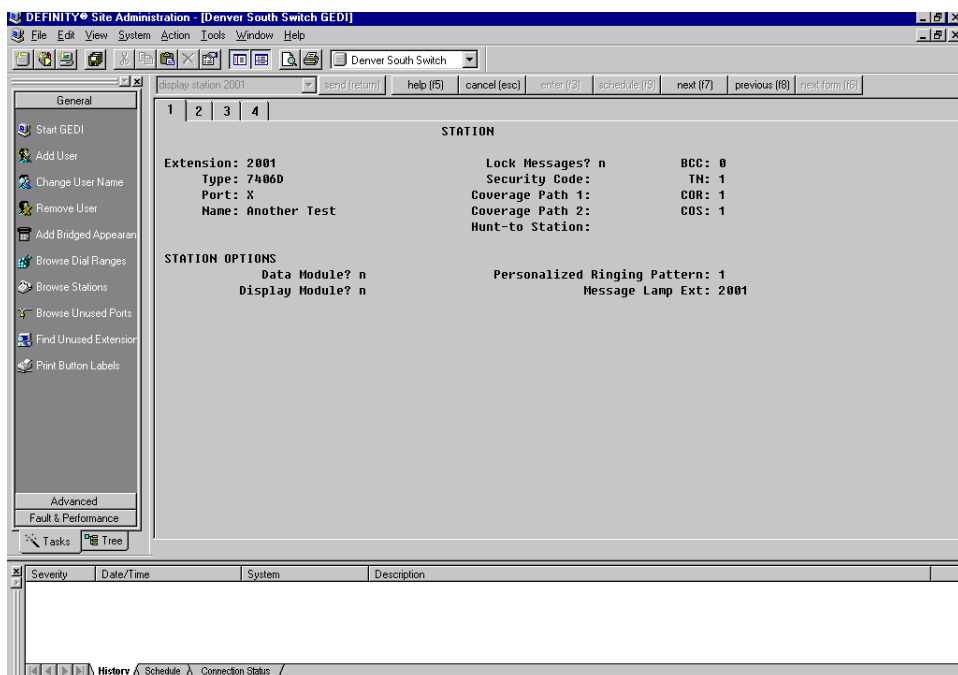 DEFINITY® Site Administration - [Denver South Switch GEDI]
File Edit View System Action Tools Window Help
Denver South Switch
display station 2001 send (return) help (f5) cancel (esc) enter (f3) schedule (f9) next (f7) previous (f8) next form (f6)
General
Start GEDI
Add User
Change User Name
Remove User
Add Bridged Appearan
Browse Dial Ranges
Browse Stations
Browse Unused Ports
Find Unused Extension
Print Button Labels
Advanced
Fault & Performance
Tasks Tree
1 2 3 4
STATION
Extension: 2001 Lock Messages? n BCC: 0
Type: 7406D Security Code: TN: 1
Port: X Coverage Path 1: COR: 1
Name: Another Test Coverage Path 2: COS: 1
Hunt-to Station:
STATION OPTIONS
Data Module? n Personalized Ringing Pattern: 1
Display Module? n Message Lamp Ext: 2001
Severity Date/Time System Description
History Schedule Connection Status